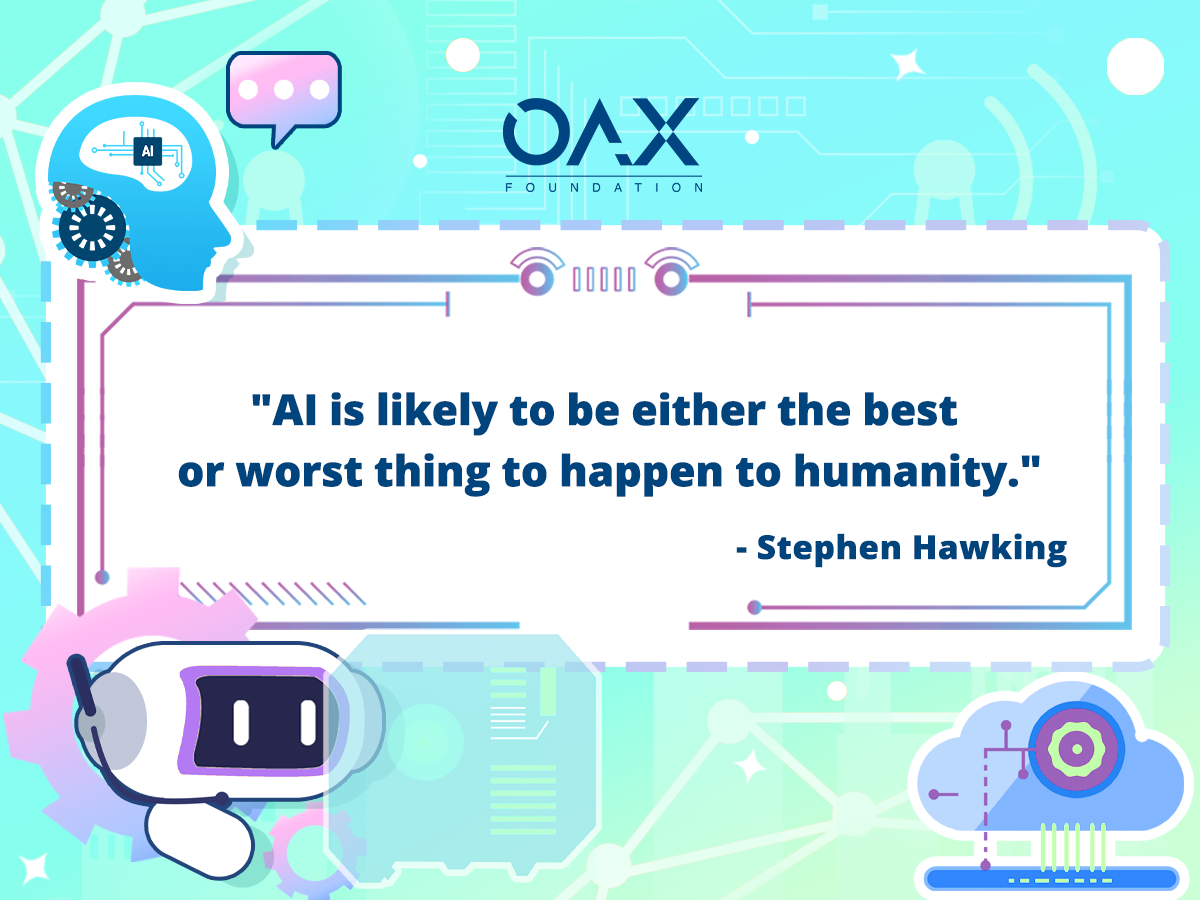 AI
OAX
FOUNDATION
"AI is likely to be either the best
or worst thing to happen to humanity."
- Stephen Hawking